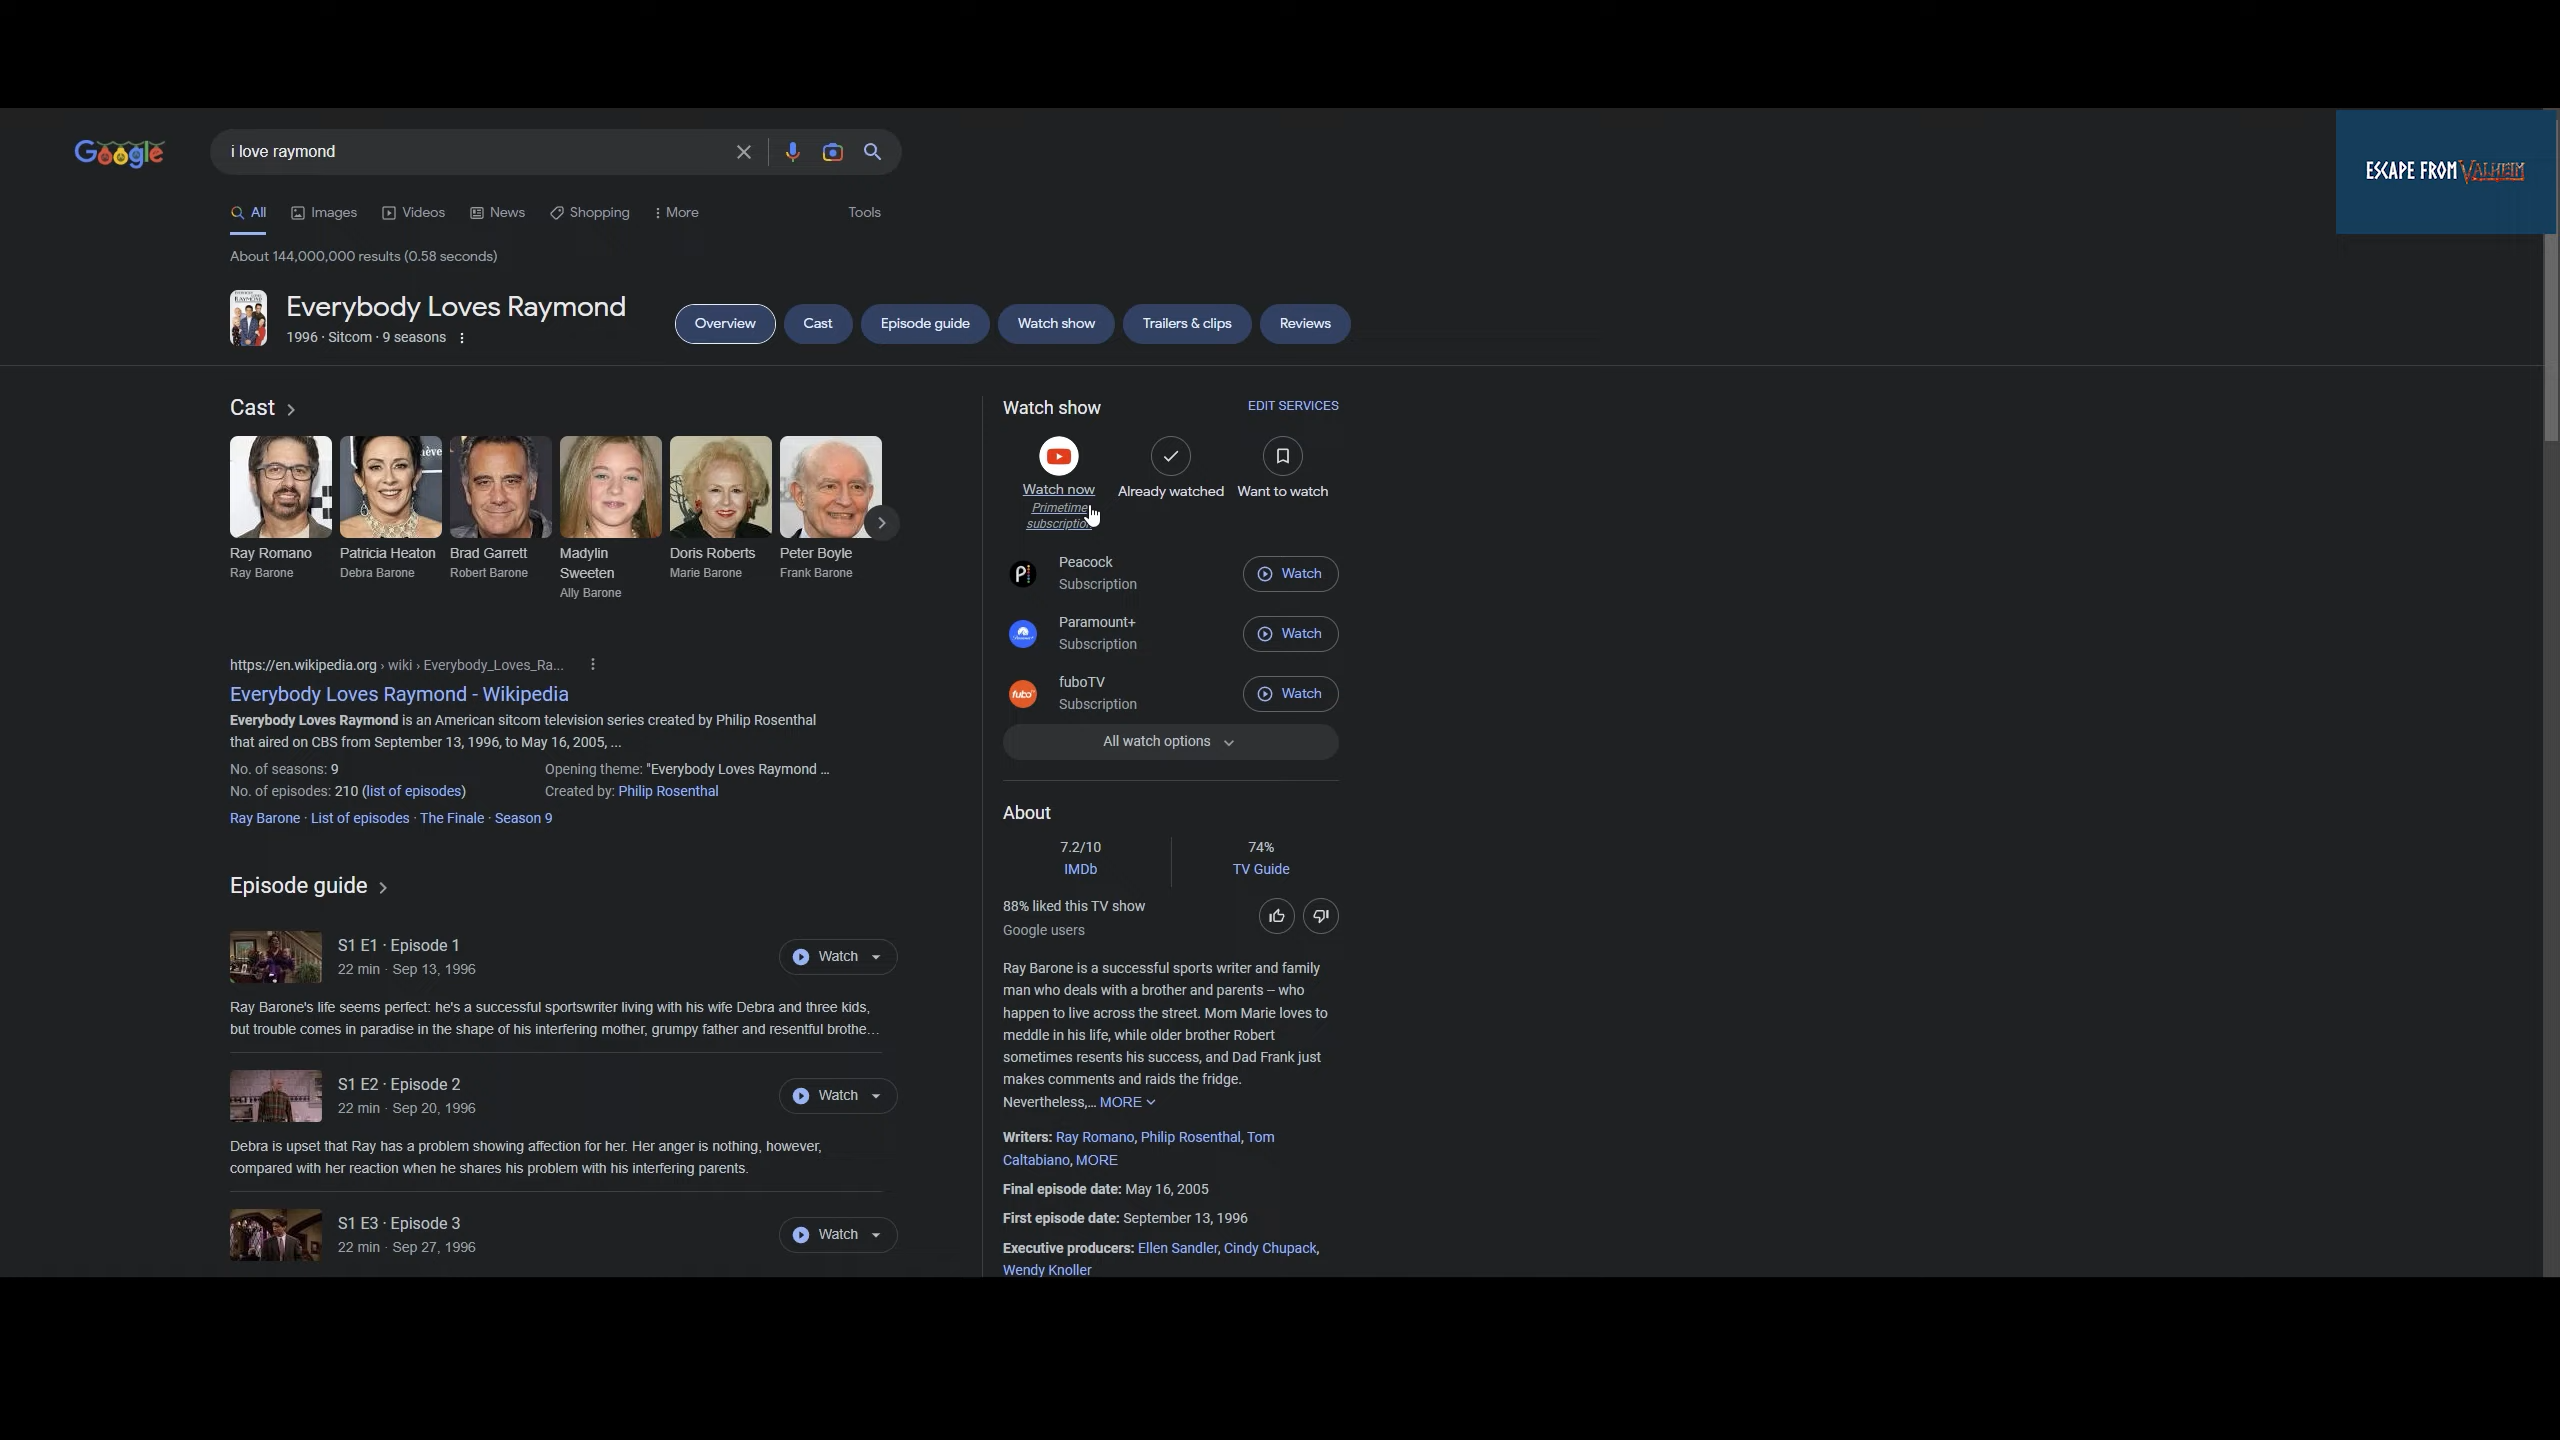 Google
i love raymond
All
Images
Videos
News
Shopping
More
Tools
ESCAPE FROM VALHEIM
About 144,000,000 results (0.58 seconds)
Everybody Loves Raymond
1996 · Sitcom · 9 seasons
Overview
Cast
Episode guide
Watch show
Trailers & clips
Reviews
Cast
Ray Romano
Ray Barone
Patricia Heaton
Debra Barone
Brad Garrett
Robert Barone
Madylin
Sweeten
Ally Barone
Doris Roberts
Marie Barone
Peter Boyle
Frank Barone
https://en.wikipedia.org › wiki › Everybody_Loves_Ra...
Everybody Loves Raymond - Wikipedia
Everybody Loves Raymond is an American sitcom television series created by Philip Rosenthal
that aired on CBS from September 13, 1996, to May 16, 2005, ...
No. of seasons: 9
Opening theme: "Everybody Loves Raymond ...
No. of episodes: 210 (list of episodes)
Created by: Philip Rosenthal
Ray Barone · List of episodes · The Finale · Season 9
Episode guide
S1 E1 · Episode 1
22 min · Sep 13, 1996
Watch
Ray Barone's life seems perfect: he's a successful sportswriter living with his wife Debra and three kids,
but trouble comes in paradise in the shape of his interfering mother, grumpy father and resentful brothe...
S1 E2 · Episode 2
22 min · Sep 20, 1996
Watch
Debra is upset that Ray has a problem showing affection for her. Her anger is nothing, however,
compared with her reaction when he shares his problem with his interfering parents.
S1 E3 · Episode 3
22 min · Sep 27, 1996
Watch
Watch show
EDIT SERVICES
Watch now
Primetime
subscription
Already watched
Want to watch
Peacock
Subscription
Watch
Paramount+
Subscription
Watch
fubo
fuboTV
Subscription
Watch
All watch options
About
7.2/10
IMDb
74%
TV Guide
88% liked this TV show
Google users
Ray Barone is a successful sports writer and family
man who deals with a brother and parents -- who
happen to live across the street. Mom Marie loves to
meddle in his life, while older brother Robert
sometimes resents his success, and Dad Frank just
makes comments and raids the fridge.
Nevertheless,... MORE
Writers: Ray Romano, Philip Rosenthal, Tom
Caltabiano, MORE
Final episode date: May 16, 2005
First episode date: September 13, 1996
Executive producers: Ellen Sandler, Cindy Chupack,
Wendy Knoller